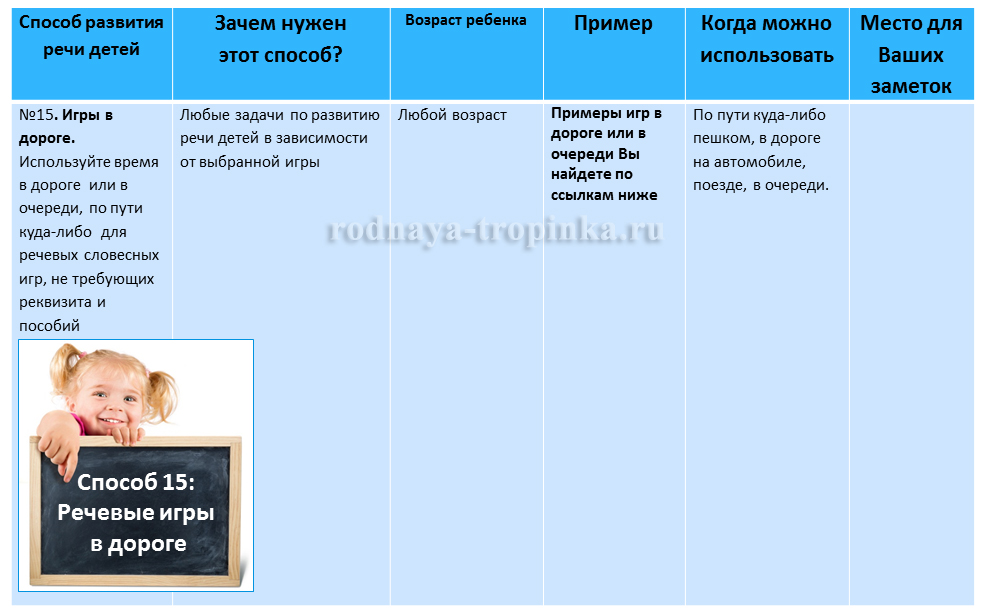 Способ развития
речи детей
Зачем нужен
этот способ?
Возраст ребенка
Пример
Когда можно
использовать
Место для
Ваших
заметок
№15. Игры в
дороге.
Используйте время
в дороге или в
очереди, по пути
куда-либо для
речевых словесных
игр, не требующих
реквизита и
пособий
Любые задачи по развитию
речи детей в зависимости
от выбранной игры
Любой возраст
Примеры игр в
дороге или в
очереди Вы
найдете по
ссылкам ниже
По пути куда-либо
пешком, в дороге
на автомобиле,
поезде, в очереди.
rodnaya-tropinka.ru
Способ 15:
Речевые игры
в дороге